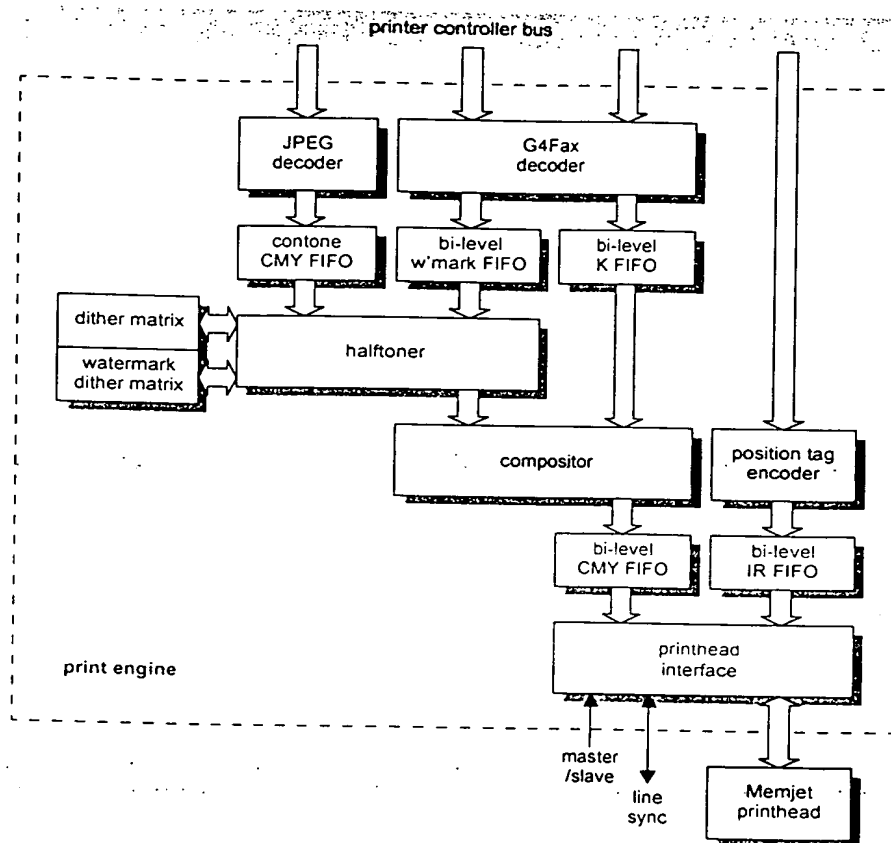 printer controller bus
JPEG
decoder
G4Fax
decoder
contone
CMY FIFO
bi-level
w'mark FIFO
bi-level
K FIFO
dither matrix
watermark
dither matrix
halftoner
compositor
position tag
encoder
bi-level
CMY FIFO
bi-level
IR FIFO
printhead
interface
print engine
master
/slave
line
sync
Memjet
printhead